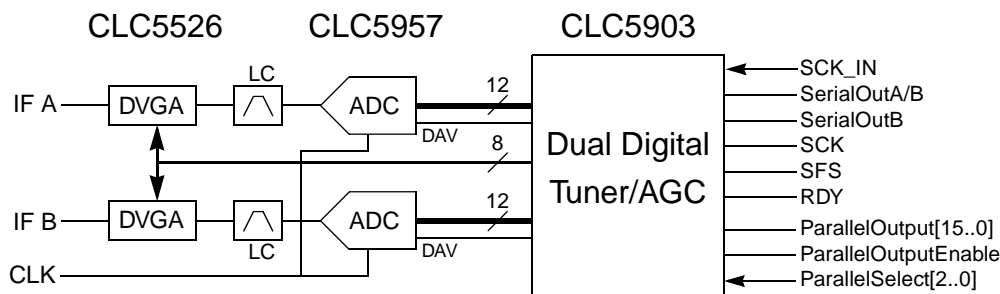 CLC5526 CLC5957 CLC5903
LC
12
SCK_IN
IF A
DVGA
ADC
SerialOutA/B
DAV
SerialOutB
8
Dual Digital
Tuner/AGC
SCK
SFS
12
RDY
IF B
DVGA
ADC
ParallelOutput[15..0]
LC
DAV
ParallelOutputEnable
CLK
ParallelSelect[2..0]